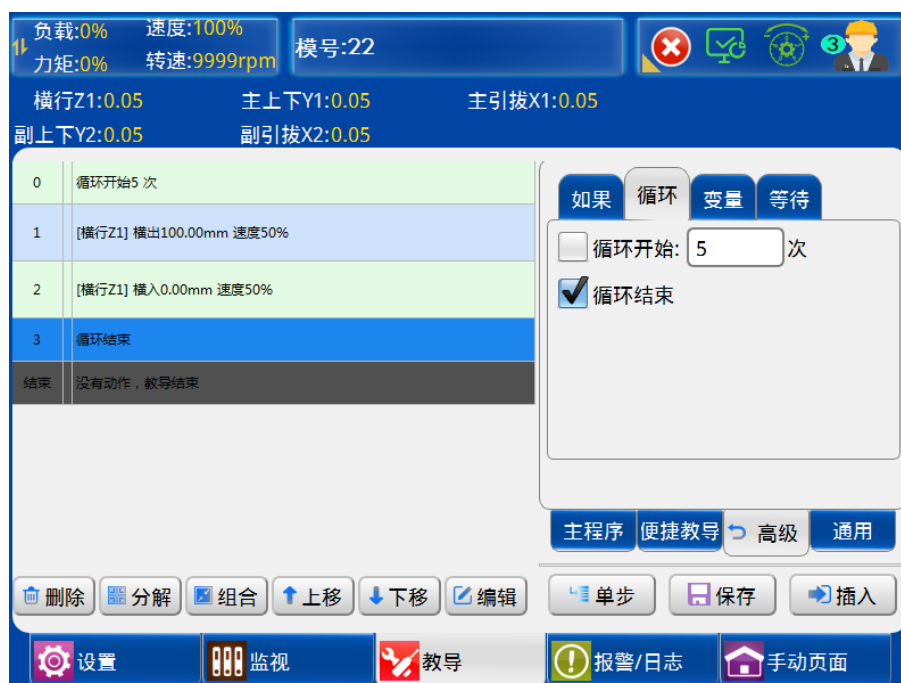 负载:0% 速度:100%
力矩:0% 转速:9999rpm
模号:22
3
横行Z1:0.05 主上下Y1:0.05 主引拔X1:0.05
副上下Y2:0.05 副引拔X2:0.05
0 循环开始5 次
1 [横行Z1] 横出100.00mm 速度50%
2 [横行Z1] 横入0.00mm 速度50%
3 循环结束
结束 没有动作，教导结束
如果 循环 变量 等待
循环开始: 5 次
循环结束
主程序 便捷教导 高级 通用
删除 分解 组合 上移 下移 编辑 单步 保存 插入
设置 监视 教导 报警/日志 手动页面